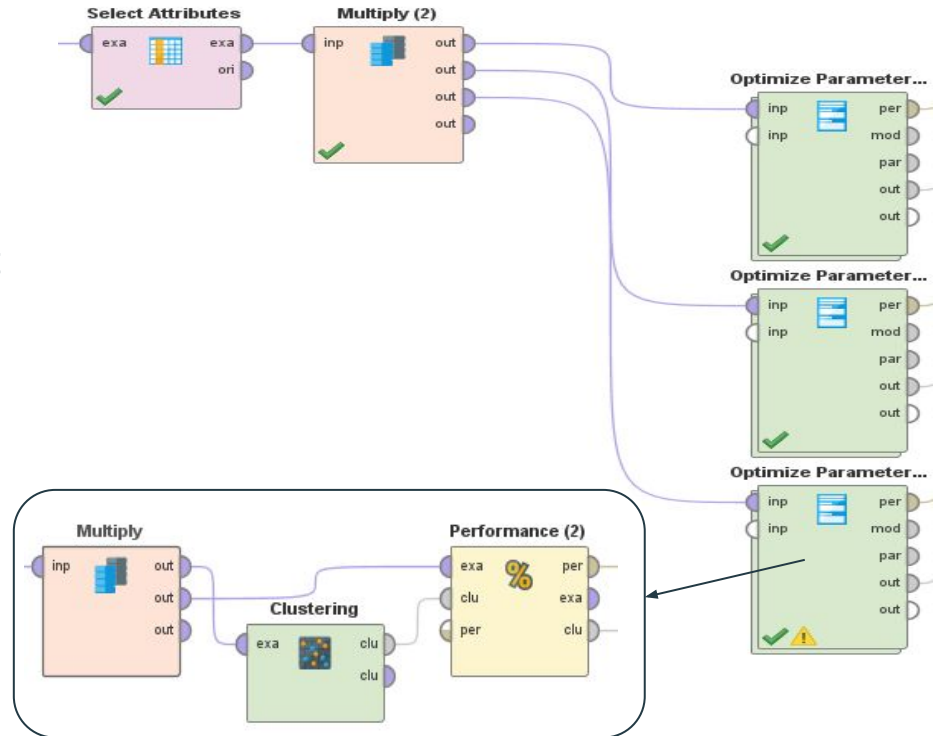 Select Attributes
exa exa
ori
Multiply (2)
inp out
out
out
out
Optimize Parameter...
inp per
inp mod
par
out
out
Optimize Parameter...
inp per
inp mod
par
out
out
Optimize Parameter...
inp per
inp mod
par
out
out
Multiply
inp out
out
out
Clustering
exa clu
clu
Performance (2)
exa % per
clu exa
per clu